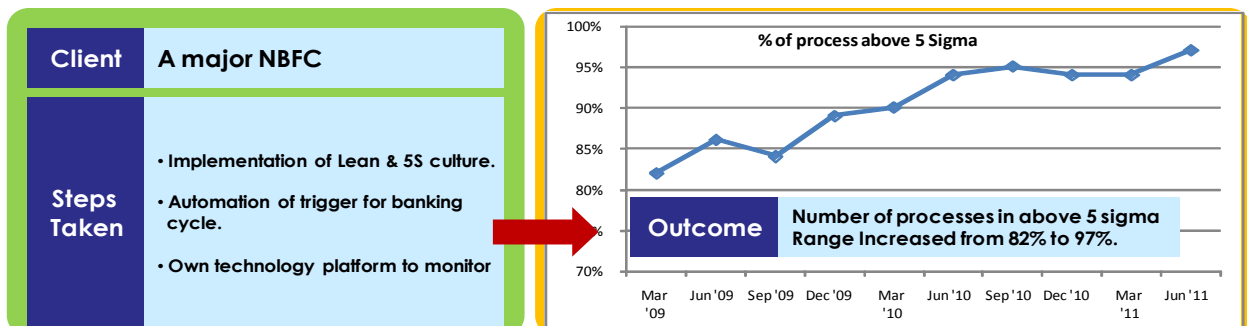 Client
A major NBFC
Steps
Taken
• Implementation of Lean & 5S culture.
• Automation of trigger for banking
cycle.
• Own technology platform to monitor
% of process above 5 Sigma
100%
95%
90%
85%
80%
%
70%
Outcome
Number of processes in above 5 sigma
Range Increased from 82% to 97%.
Mar Jun '09 Sep '09 Dec '09 Mar Jun '10 Sep '10 Dec '10 Mar Jun '11
'09 '10 '11